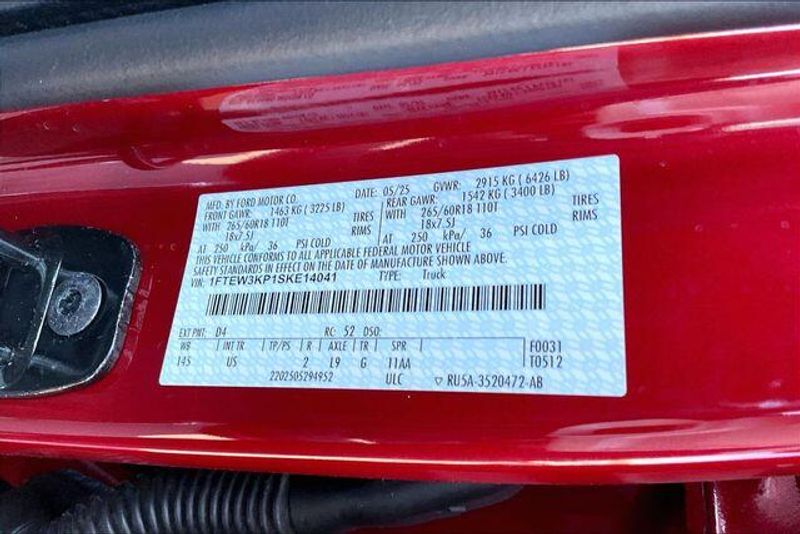 MFD. BY FORD MOTOR CO.
DATE: 05/25 GVWR: 2915 KG ( 6426 LB)
FRONT GAWR: 1463 KG ( 3225 LB) REAR GAWR: 1542 KG ( 3400 LB)
WITH 265/60R18 110T TIRES WITH 265/60R18 110T TIRES
18x7.5J RIMS 18x7.5J RIMS
AT 250 kPa/ 36 PSI COLD AT 250 kPa/ 36 PSI COLD
THIS VEHICLE CONFORMS TO ALL APPLICABLE FEDERAL MOTOR VEHICLE
SAFETY STANDARDS IN EFFECT ON THE DATE OF MANUFACTURE SHOWN ABOVE.
VIN: 1FTEW3KP1SKE14041 TYPE: Truck
EXT PNT: D4 RC: 52 DSO:
WB INT TR TP/PS R AXLE TR SPR
145 US 2 L9 G 11AA
F0031
T0512
2202505294952 ULC ▽ RU5A-3520472-AB